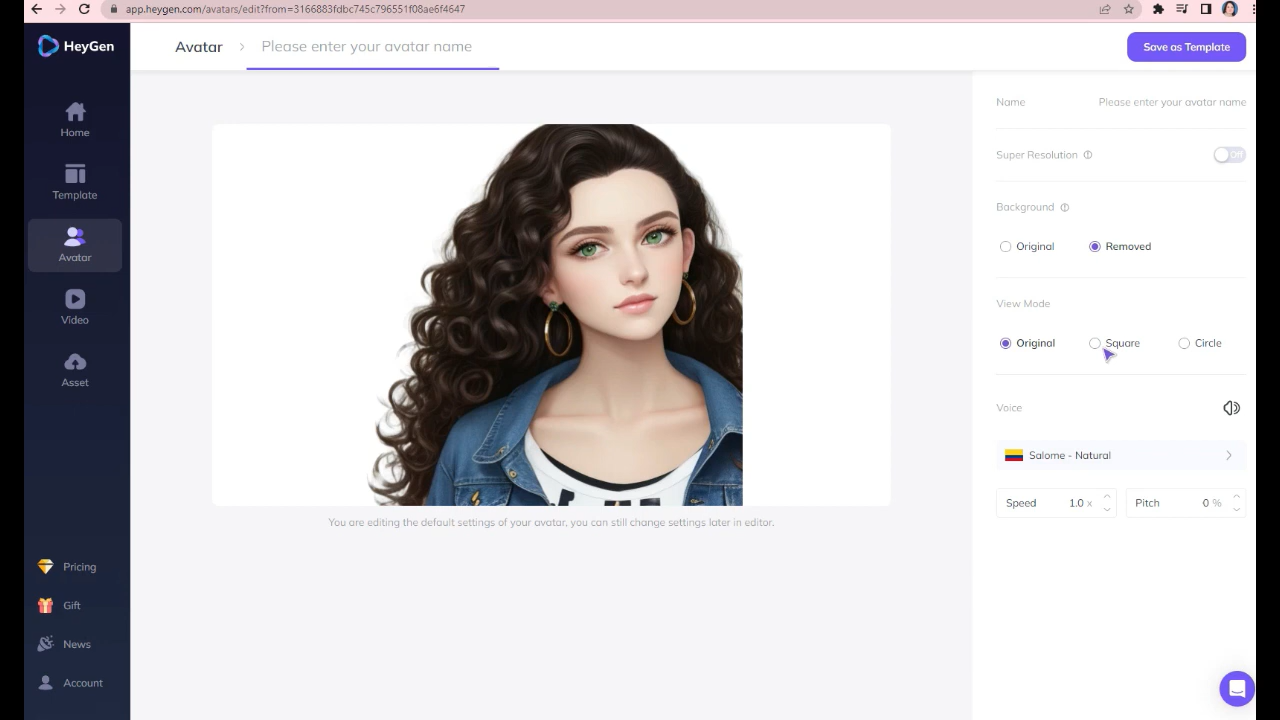 app.heygen.com/avatars/edit?from=3166883fdbc745c796551f08ae6f4647
HeyGen
Avatar
Please enter your avatar name
Save as Template
Home
Template
Avatar
Video
Asset
Pricing
Gift
News
Account
You are editing the default settings of your avatar, you can still change settings later in editor.
Name Please enter your avatar name
Super Resolution Off
Background
Original Removed
View Mode
Original Square Circle
Voice
Salome - Natural
Speed 1.0 x Pitch 0 %